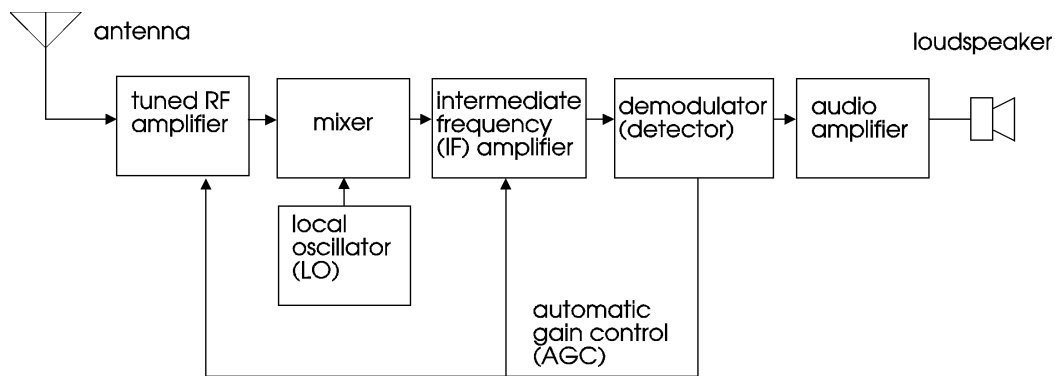 antenna
loudspeaker
tuned RF
amplifier
mixer
intermediate
frequency
(IF) amplifier
demodulator
(detector)
audio
amplifier
local
oscillator
(LO)
automatic
gain control
(AGC)